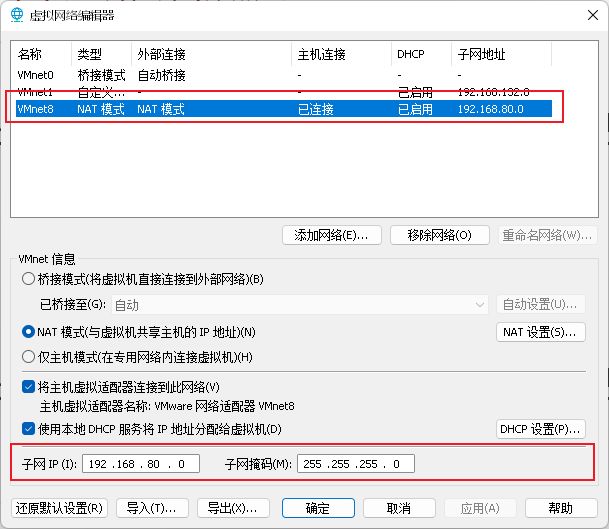 虚拟网络编辑器
名称 类型 外部连接 主机连接 DHCP 子网地址
VMnet0 桥接模式 自动桥接 - - -
VMnet1 自定义... - - 已启用 192.168.132.0
VMnet8 NAT 模式 NAT 模式 已连接 已启用 192.168.80.0
添加网络(E)... 移除网络(O) 重命名网络(W)...
VMnet 信息
桥接模式(将虚拟机直接连接到外部网络)(B)
已桥接至(G): 自动 自动设置(U)...
NAT 模式(与虚拟机共享主机的 IP 地址)(N) NAT 设置(S)...
仅主机模式(在专用网络内连接虚拟机)(H)
将主机虚拟适配器连接到此网络(V)
主机虚拟适配器名称: VMware 网络适配器 VMnet8
使用本地 DHCP 服务将 IP 地址分配给虚拟机(D) DHCP 设置(P)...
子网 IP (I): 192 .168 . 80 . 0 子网掩码(M): 255 .255 .255 . 0
还原默认设置(R) 导入(T)... 导出(X)... 确定 取消 应用(A) 帮助